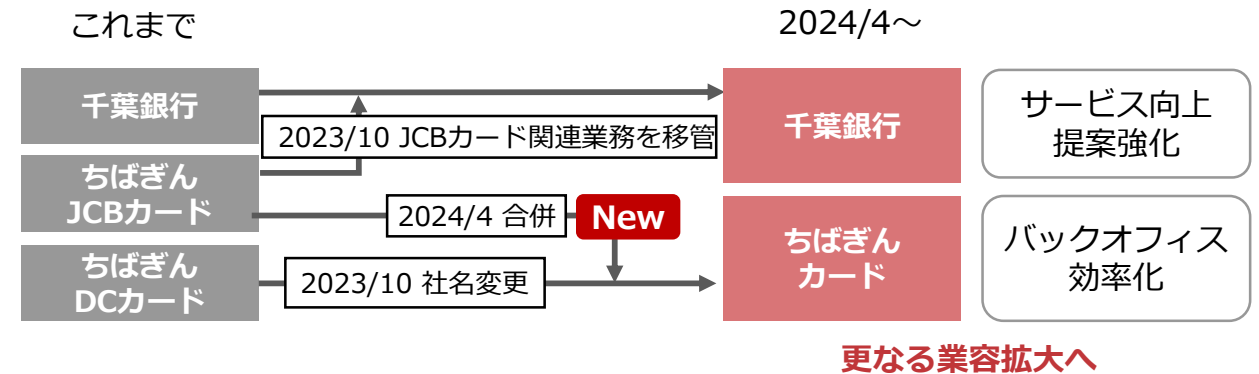 これまで
2024/4～
千葉銀行
2023/10 JCBカード関連業務を移管
千葉銀行
サービス向上
提案強化
ちばぎん
JCBカード
2024/4 合併
New
ちばぎん
カード
バックオフィス
効率化
ちばぎん
DCカード
2023/10 社名変更
更なる業容拡大へ